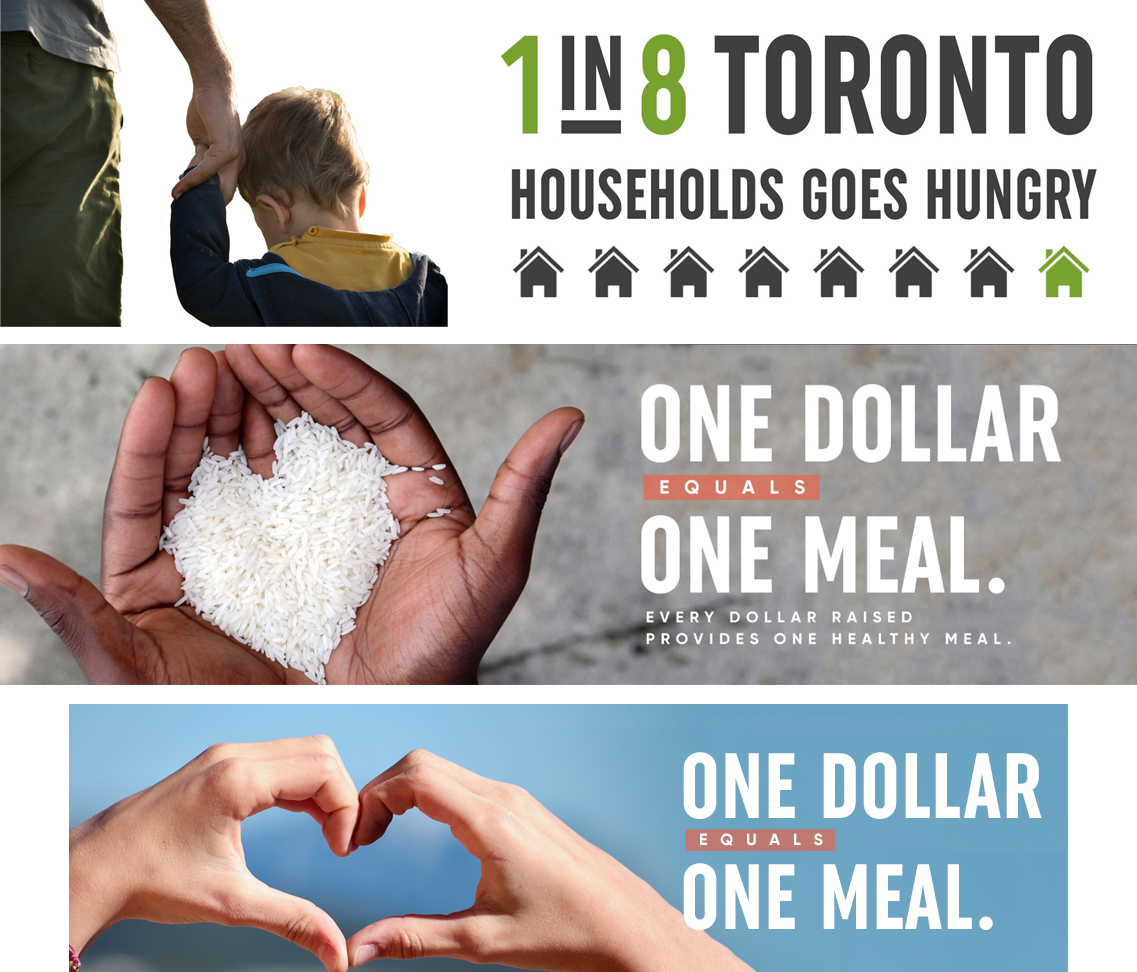 1 IN 8 TORONTO
HOUSEHOLDS GOES HUNGRY
ONE DOLLAR
EQUALS
ONE MEAL.
EVERY DOLLAR RAISED
PROVIDES ONE HEALTHY MEAL.
ONE DOLLAR
EQUALS
ONE MEAL.